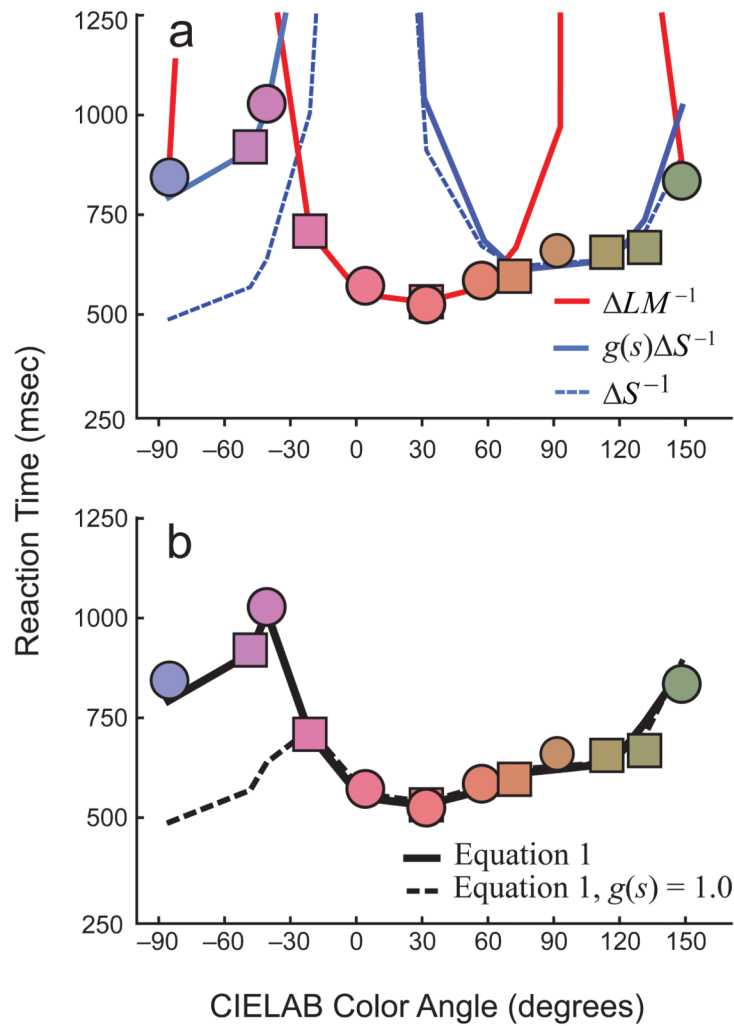 a
1250
1000
750
500
250
ΔLM⁻¹
g(s)ΔS⁻¹
ΔS⁻¹
–90 –60 –30 0 30 60 90 120 150
Reaction Time (msec)
b
1250
1000
750
500
250
Equation 1
Equation 1, g(s) = 1.0
–90 –60 –30 0 30 60 90 120 150
CIELAB Color Angle (degrees)